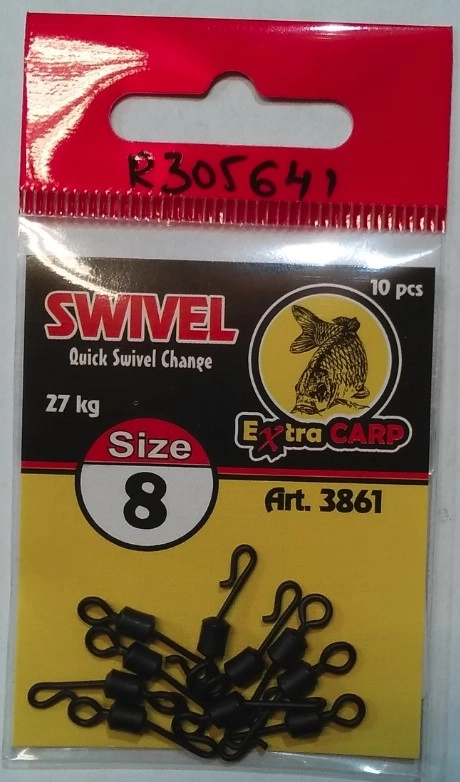 R305641
10 pcs
SWIVEL
Quick Swivel Change
27 kg
Extra CARP
Size
8
Art. 3861